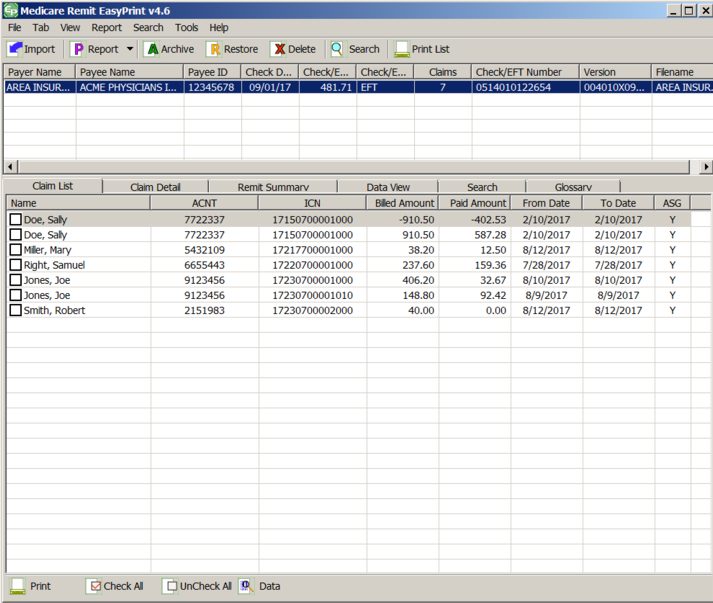 Medicare Remit EasyPrint v4.6
File Tab View Report Search Tools Help
Import Report Archive Restore Delete Search Print List
Payer Name Payee Name Payee ID Check D... Check/E... Check/E... Claims Check/EFT Number Version Filename
AREA INSUR... ACME PHYSICIANS I... 12345678 09/01/17 481.71 EFT 7 0514010122654 004010X09... AREA INSUR.
Claim List Claim Detail Remit Summary Data View Search Glossary
Name ACNT ICN Billed Amount Paid Amount From Date To Date ASG
Doe, Sally 7722337 17150700001000 -910.50 -402.53 2/10/2017 2/10/2017 Y
Doe, Sally 7722337 17150700001000 910.50 587.28 2/10/2017 2/10/2017 Y
Miller, Mary 5432109 17217700001000 38.20 12.50 8/12/2017 8/12/2017 Y
Right, Samuel 6655443 17220700001000 237.60 159.36 7/28/2017 7/28/2017 Y
Jones, Joe 9123456 17230700001000 406.20 32.67 8/10/2017 8/10/2017 Y
Jones, Joe 9123456 17230700001010 148.80 92.42 8/9/2017 8/9/2017 Y
Smith, Robert 2151983 17230700002000 40.00 0.00 8/12/2017 8/12/2017 Y
Print Check All UnCheck All Data